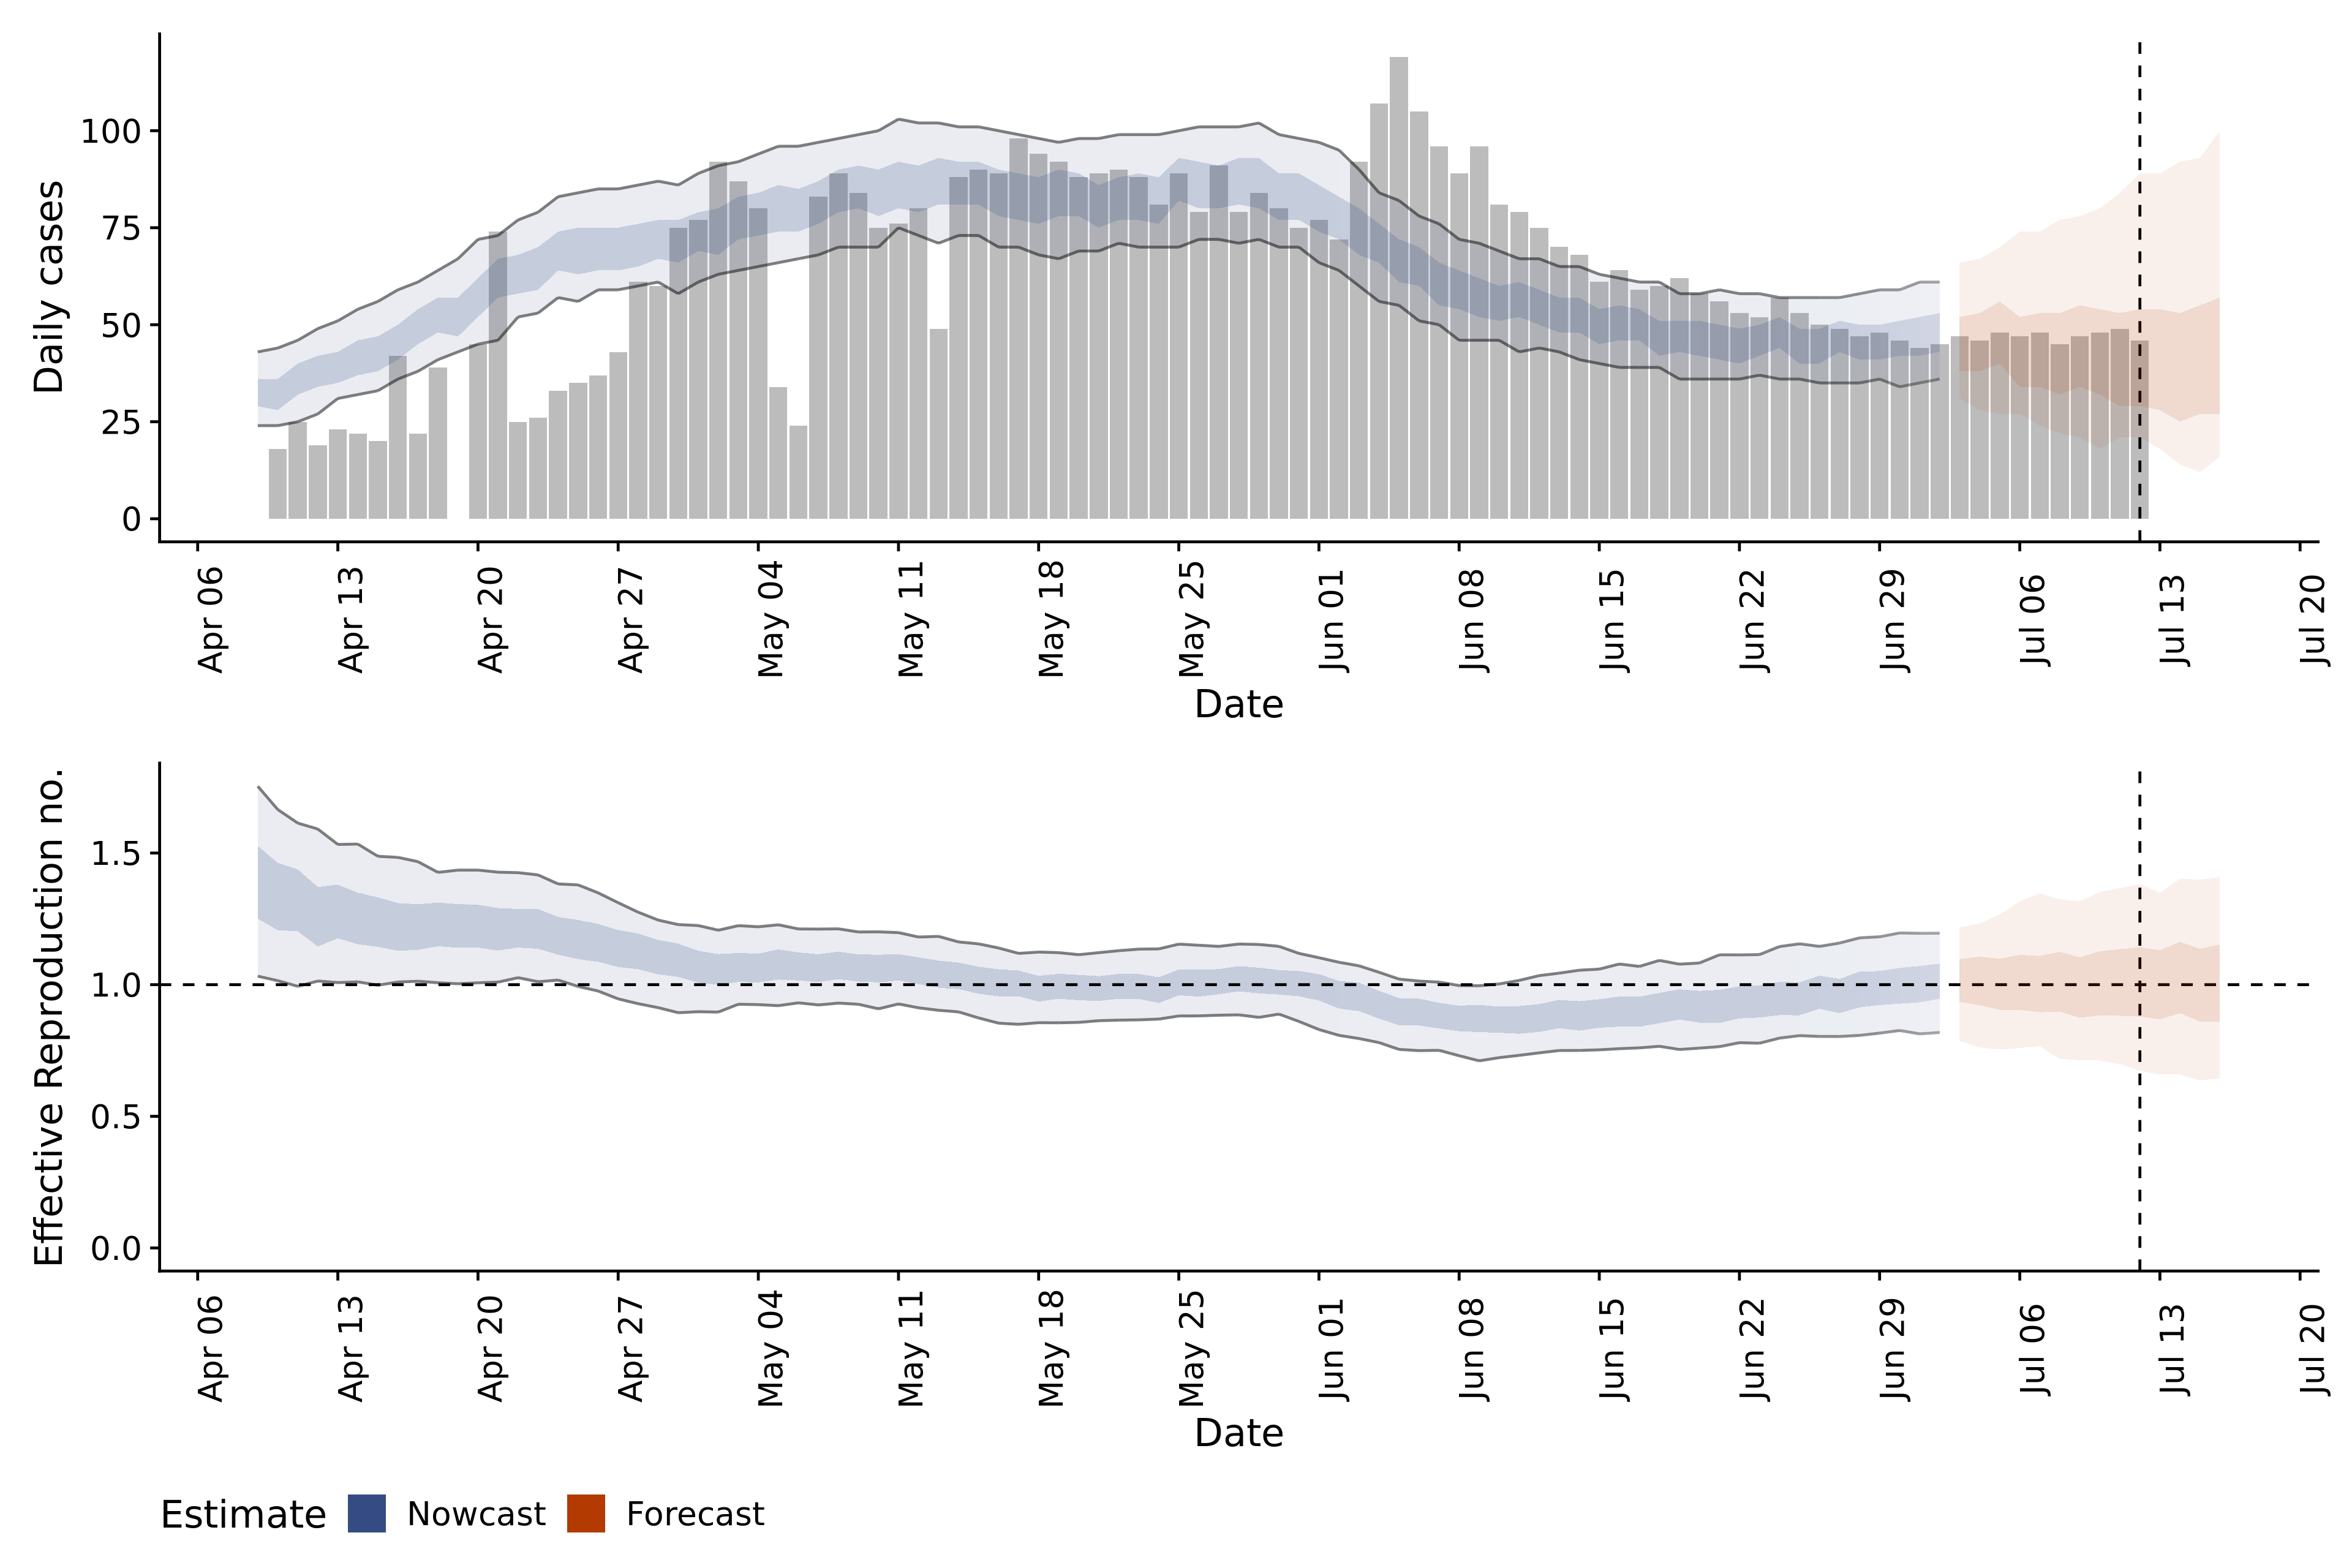 Daily cases
100
75
50
25
0
Apr 06
Apr 13
Apr 20
Apr 27
May 04
May 11
May 18
May 25
Jun 01
Jun 08
Jun 15
Jun 22
Jun 29
Jul 06
Jul 13
Jul 20
Date
Effective Reproduction no.
1.5
1.0
0.5
0.0
Apr 06
Apr 13
Apr 20
Apr 27
May 04
May 11
May 18
May 25
Jun 01
Jun 08
Jun 15
Jun 22
Jun 29
Jul 06
Jul 13
Jul 20
Date
Estimate Nowcast Forecast